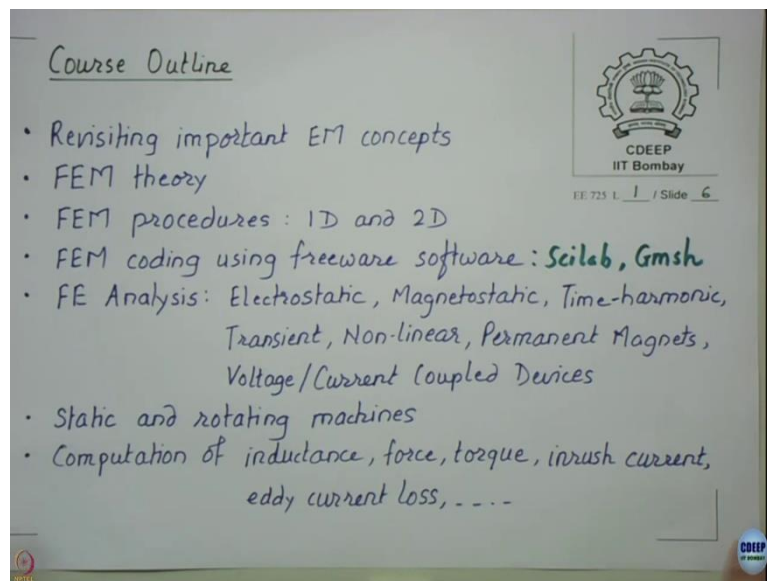 Course Outline
CDEEP
IIT Bombay
EE 725 L 1 / Slide 6
• Revisiting important EM concepts
• FEM theory
• FEM procedures : 1D and 2D
• FEM coding using freeware software : Scilab, Gmsh
• FE Analysis : Electrostatic, Magnetostatic, Time-harmonic,
Transient, Non-linear, Permanent Magnets,
Voltage/Current Coupled Devices
• Static and rotating machines
• Computation of inductance, force, torque, inrush current,
eddy current loss, - - - -
NPTEL
CDEEP
IIT BOMBAY